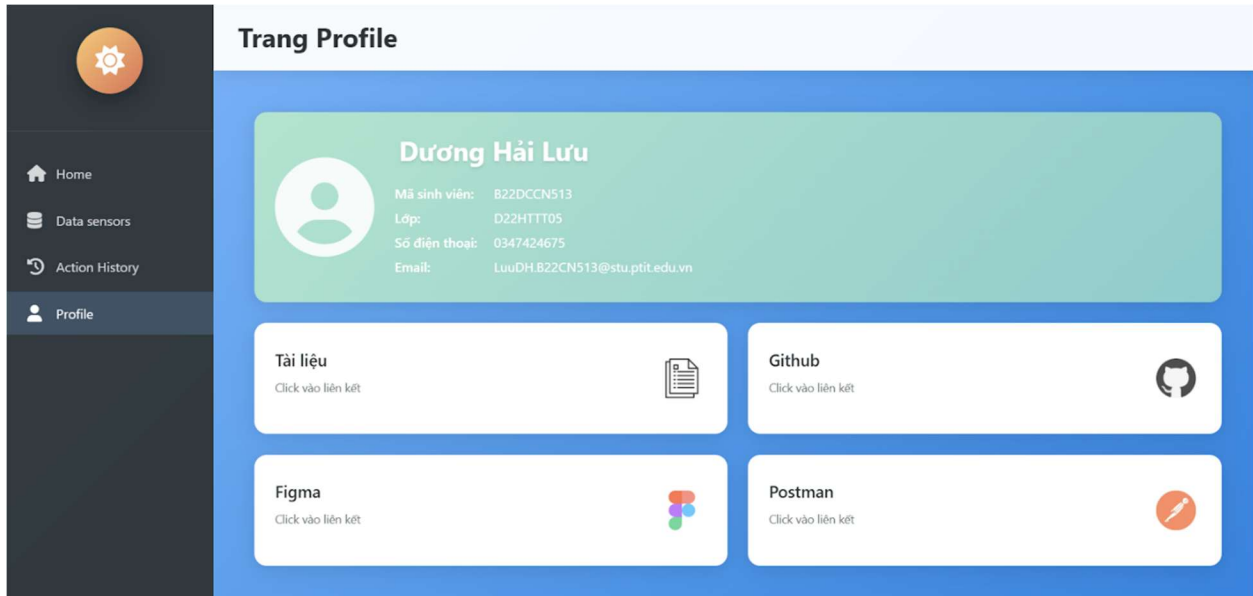 Trang Profile
Home
Data sensors
Action History
Profile
Dương Hải Lưu
Mã sinh viên: B22DCCN513
Lớp: D22HTTT05
Số điện thoại: 0347424675
Email: LuuDH.B22CN513@stu.ptit.edu.vn
Tài liệu
Click vào liên kết
Github
Click vào liên kết
Figma
Click vào liên kết
Postman
Click vào liên kết